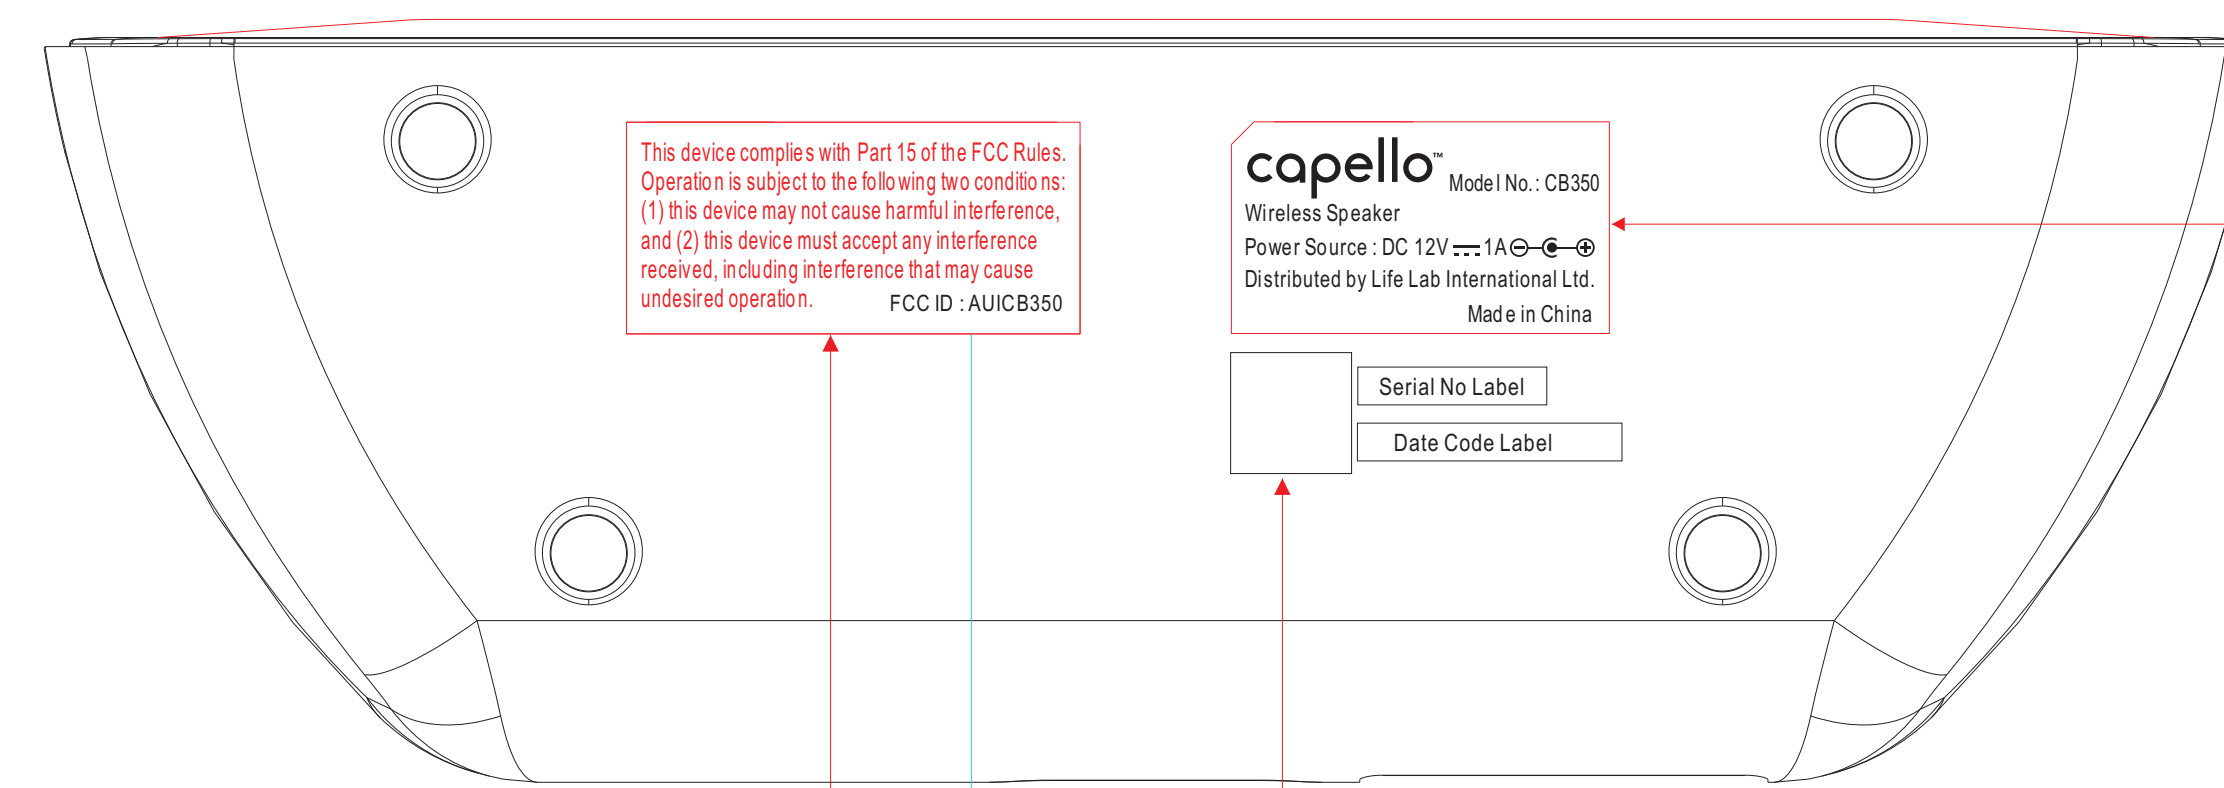 This device complies with Part 15 of the FCC Rules.
Operation is subject to the following two conditions:
(1) this device may not cause harmful interference,
and (2) this device must accept any interference
received, including interference that may cause
undesired operation.
FCC ID : AUICB350
capello™ Model No. : CB350
Wireless Speaker
Power Source : DC 12V ⎓ 1A
Distributed by Life Lab International Ltd.
Made in China
Serial No Label
Date Code Label